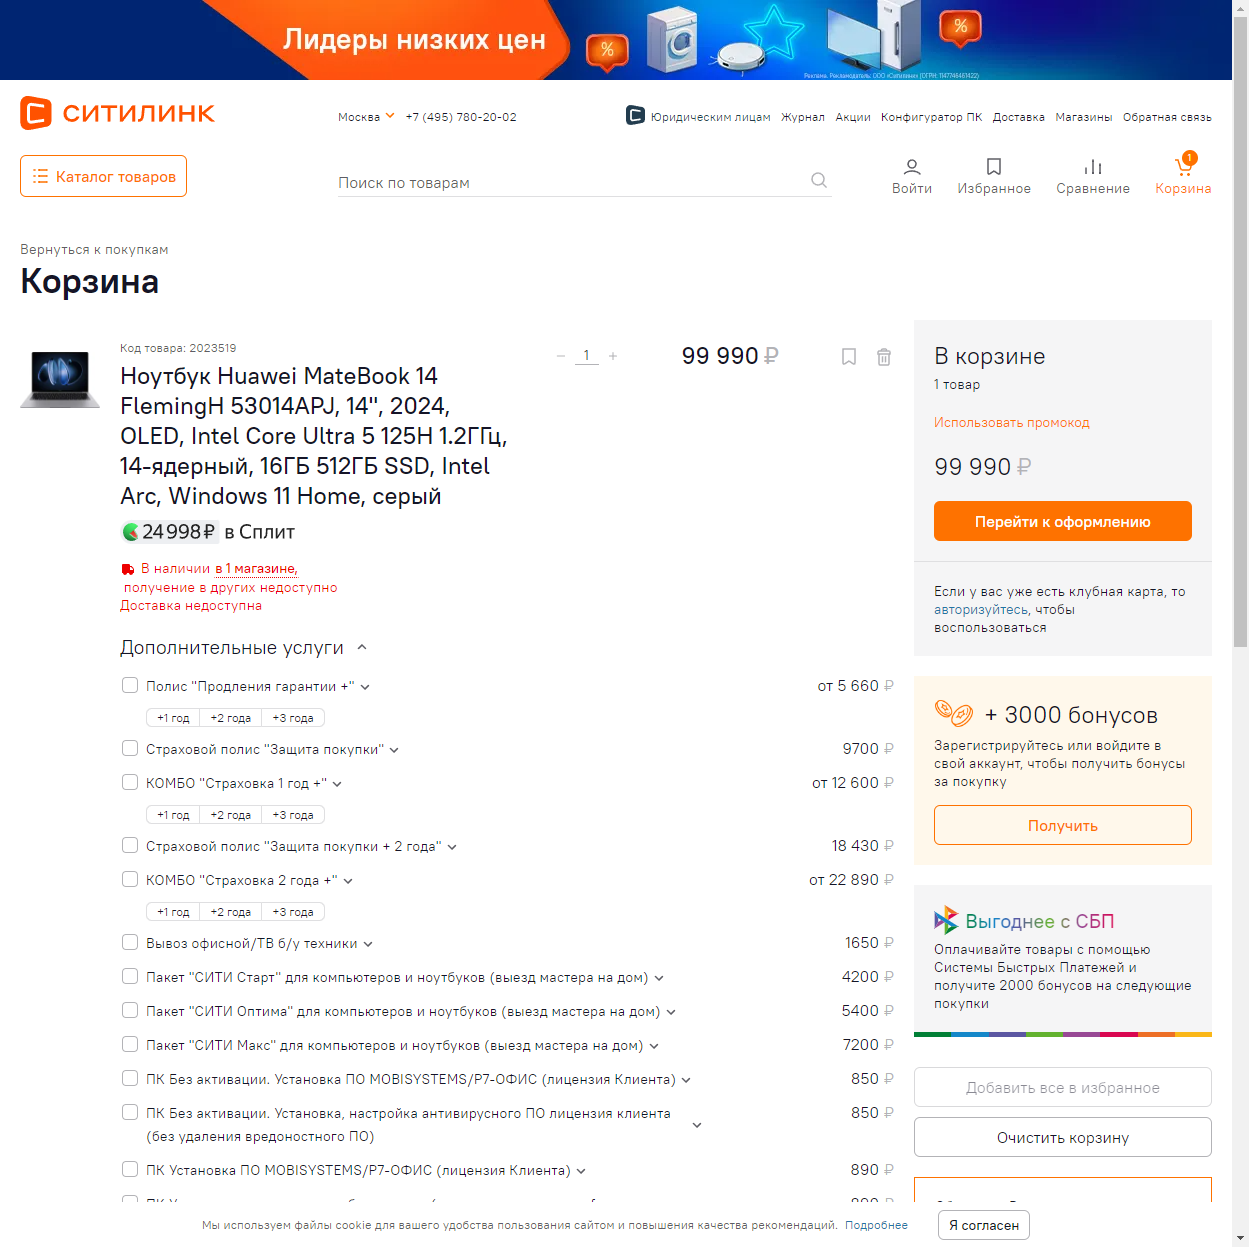 Лидеры низких цен
%
%
Реклама. Рекламодатель: ООО «Ситилинк» (ОГРН: 1147746481422)
СИТИЛИНК
Москва
+7 (495) 780-20-02
Юридическим лицам
Журнал
Акции
Конфигуратор ПК
Доставка
Магазины
Обратная связь
Каталог товаров
Поиск по товарам
Войти
Избранное
Сравнение
1
Корзина
Вернуться к покупкам
Корзина
Код товара: 2023519
Ноутбук Huawei MateBook 14
FlemingH 53014APJ, 14", 2024,
OLED, Intel Core Ultra 5 125H 1.2ГГц,
14-ядерный, 16ГБ 512ГБ SSD, Intel
Arc, Windows 11 Home, серый
− 1 +
99 990 ₽
24 998 ₽ в Сплит
В наличии в 1 магазине,
получение в других недоступно
Доставка недоступна
Дополнительные услуги
Полис "Продления гарантии +"
от 5 660 ₽
+1 год +2 года +3 года
Страховой полис "Защита покупки"
9700 ₽
КОМБО "Страховка 1 год +"
от 12 600 ₽
+1 год +2 года +3 года
Страховой полис "Защита покупки + 2 года"
18 430 ₽
КОМБО "Страховка 2 года +"
от 22 890 ₽
+1 год +2 года +3 года
Вывоз офисной/ТВ б/у техники
1650 ₽
Пакет "СИТИ Старт" для компьютеров и ноутбуков (выезд мастера на дом)
4200 ₽
Пакет "СИТИ Оптима" для компьютеров и ноутбуков (выезд мастера на дом)
5400 ₽
Пакет "СИТИ Макс" для компьютеров и ноутбуков (выезд мастера на дом)
7200 ₽
ПК Без активации. Установка ПО MOBISYSTEMS/Р7-ОФИС (лицензия Клиента)
850 ₽
ПК Без активации. Установка, настройка антивирусного ПО лицензия клиента
(без удаления вредоностного ПО)
850 ₽
ПК Установка ПО MOBISYSTEMS/Р7-ОФИС (лицензия Клиента)
890 ₽
В корзине
1 товар
Использовать промокод
99 990 ₽
Перейти к оформлению
Если у вас уже есть клубная карта, то
авторизуйтесь, чтобы
воспользоваться
+ 3000 бонусов
Зарегистрируйтесь или войдите в
свой аккаунт, чтобы получить бонусы
за покупку
Получить
Выгоднее с СБП
Оплачивайте товары с помощью
Системы Быстрых Платежей и
получите 2000 бонусов на следующие
покупки
Добавить все в избранное
Очистить корзину
Мы используем файлы cookie для вашего удобства пользования сайтом и повышения качества рекомендаций. Подробнее
Я согласен